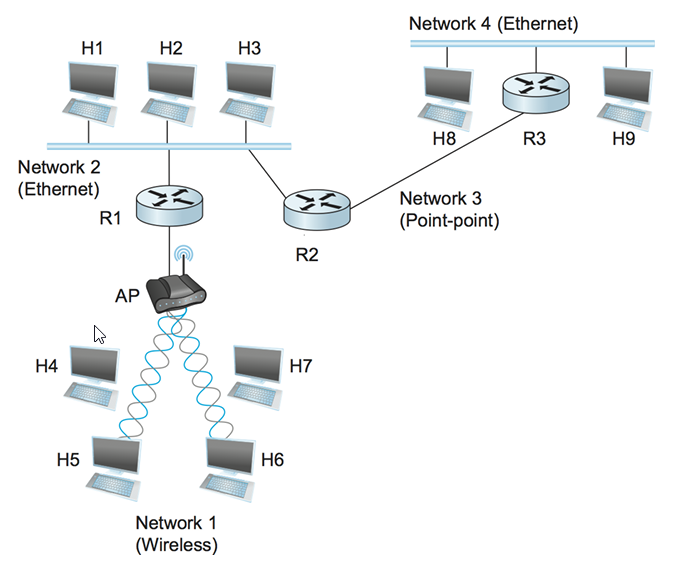 Network 4 (Ethernet)
H1
H2
H3
H8
R3
H9
Network 2
(Ethernet)
R1
Network 3
(Point-point)
R2
AP
H4
H7
H5
H6
Network 1
(Wireless)